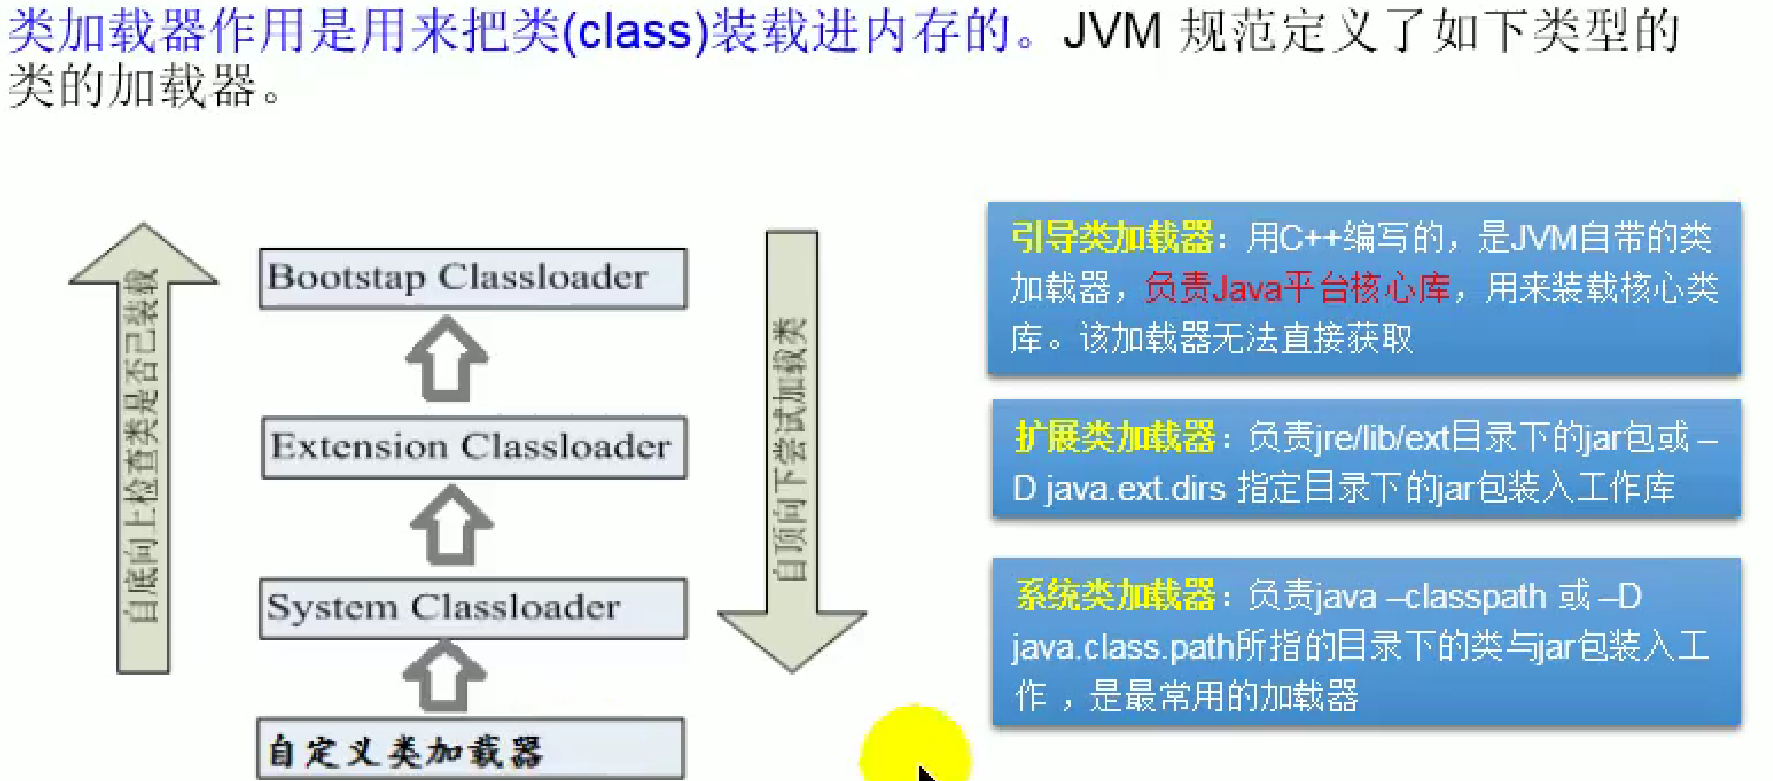 类加载器作用是用来把类(class)装载进内存的。JVM 规范定义了如下类型的
类的加载器。
自底向上检查类是否已装载
Bootstap Classloader
Extension Classloader
System Classloader
自定义类加载器
自顶向下尝试加载类
引导类加载器：用C++编写的，是JVM自带的类
加载器，负责Java平台核心库，用来装载核心类
库。该加载器无法直接获取
扩展类加载器：负责jre/lib/ext目录下的jar包或 –
D java.ext.dirs 指定目录下的jar包装入工作库
系统类加载器：负责java –classpath 或 –D
java.class.path所指的目录下的类与jar包装入工
作 ，是最常用的加载器